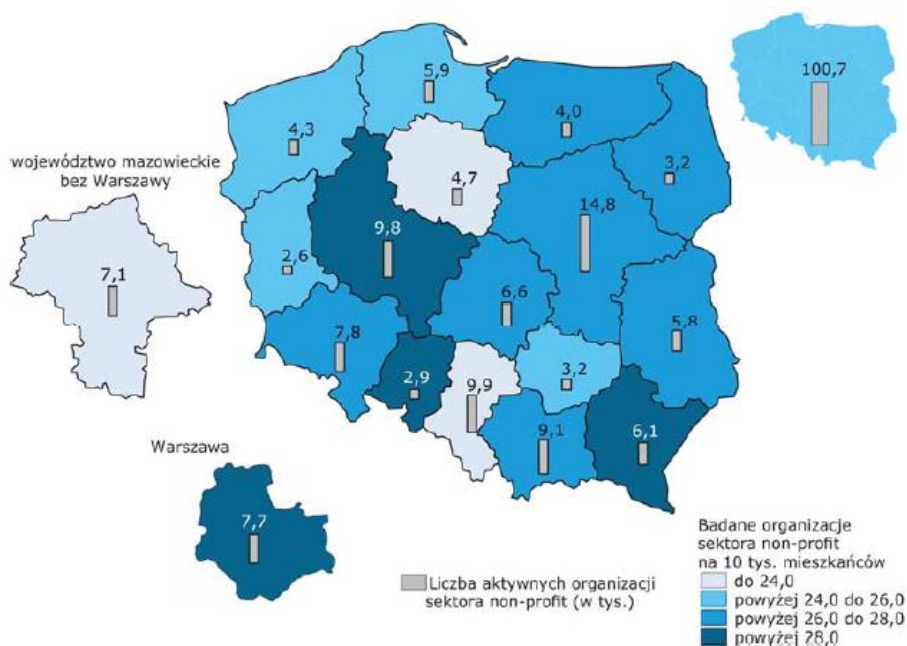 100,7
5,9
4,0
4,3
3,2
województwo mazowieckie
bez Warszawy
4,7
14,8
9,8
2,6
7,1
6,6
5,8
7,8
3,2
2,9
9,9
9,1
6,1
Warszawa
7,7
Badane organizacje
sektora non-profit
na 10 tys. mieszkańców
do 24,0
powyżej 24,0 do 26,0
powyżej 26,0 do 28,0
powyżej 28,0
Liczba aktywnych organizacji
sektora non-profit (w tys.)